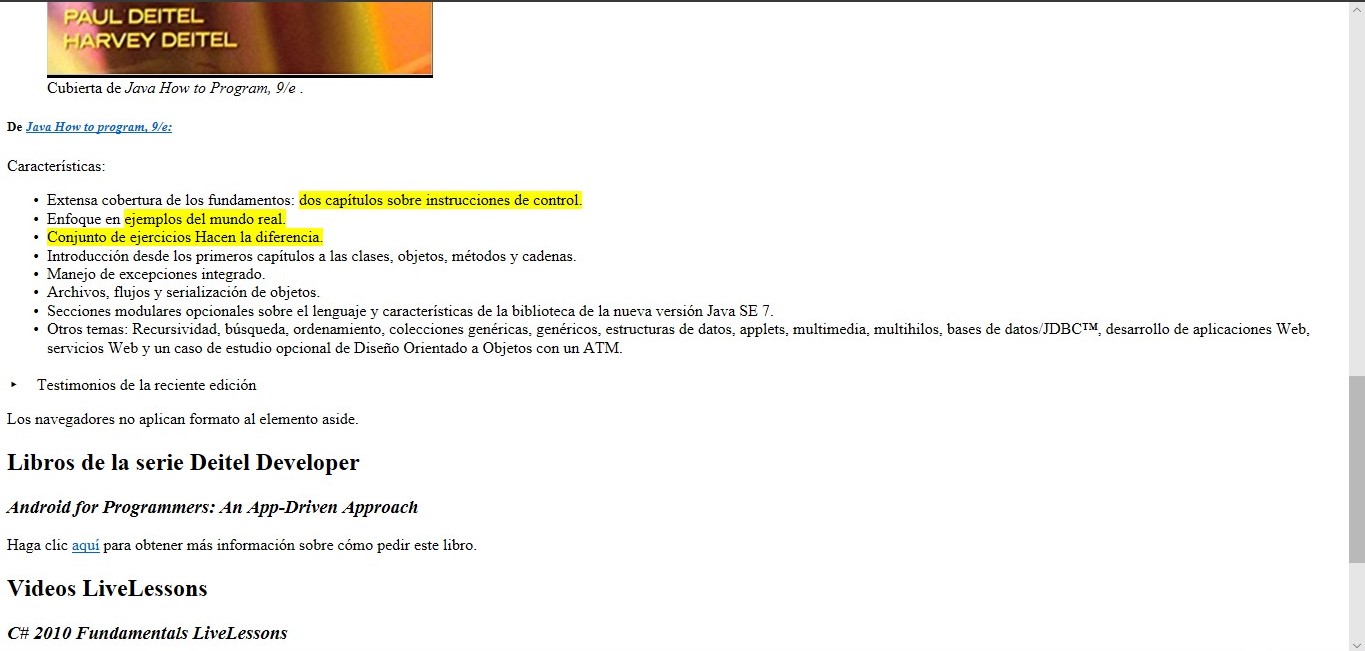 PAUL DEITEL
HARVEY DEITEL
Cubierta de Java How to Program, 9/e .
De Java How to program, 9/e:
Características:
• Extensa cobertura de los fundamentos: dos capítulos sobre instrucciones de control.
• Enfoque en ejemplos del mundo real.
• Conjunto de ejercicios Hacen la diferencia.
• Introducción desde los primeros capítulos a las clases, objetos, métodos y cadenas.
• Manejo de excepciones integrado.
• Archivos, flujos y serialización de objetos.
• Secciones modulares opcionales sobre el lenguaje y características de la biblioteca de la nueva versión Java SE 7.
• Otros temas: Recursividad, búsqueda, ordenamiento, colecciones genéricas, genéricos, estructuras de datos, applets, multimedia, multihilos, bases de datos/JDBC™, desarrollo de aplicaciones Web,
servicios Web y un caso de estudio opcional de Diseño Orientado a Objetos con un ATM.
Testimonios de la reciente edición
Los navegadores no aplican formato al elemento aside.
Libros de la serie Deitel Developer
Android for Programmers: An App-Driven Approach
Haga clic aquí para obtener más información sobre cómo pedir este libro.
Videos LiveLessons
C# 2010 Fundamentals LiveLessons